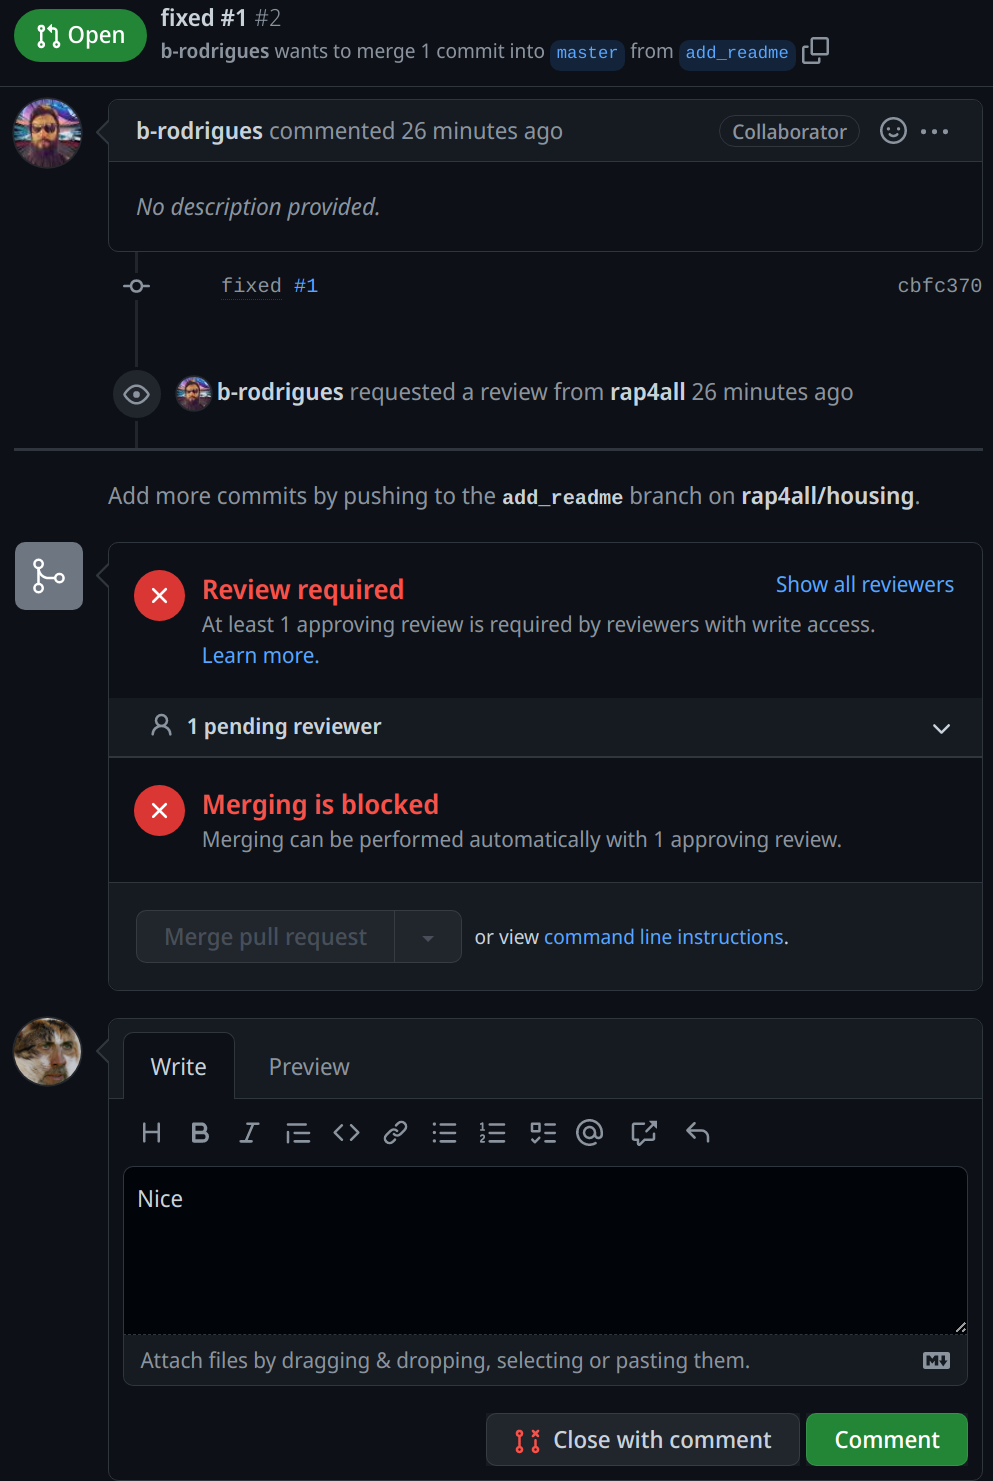 Open
fixed #1 #2
b-rodrigues wants to merge 1 commit into master from add_readme
b-rodrigues commented 26 minutes ago
Collaborator
No description provided.
fixed #1
cbfc370
b-rodrigues requested a review from rap4all 26 minutes ago
Add more commits by pushing to the add_readme branch on rap4all/housing.
Review required
Show all reviewers
At least 1 approving review is required by reviewers with write access.
Learn more.
1 pending reviewer
Merging is blocked
Merging can be performed automatically with 1 approving review.
Merge pull request
or view command line instructions.
Write
Preview
Nice
Attach files by dragging & dropping, selecting or pasting them.
Close with comment
Comment